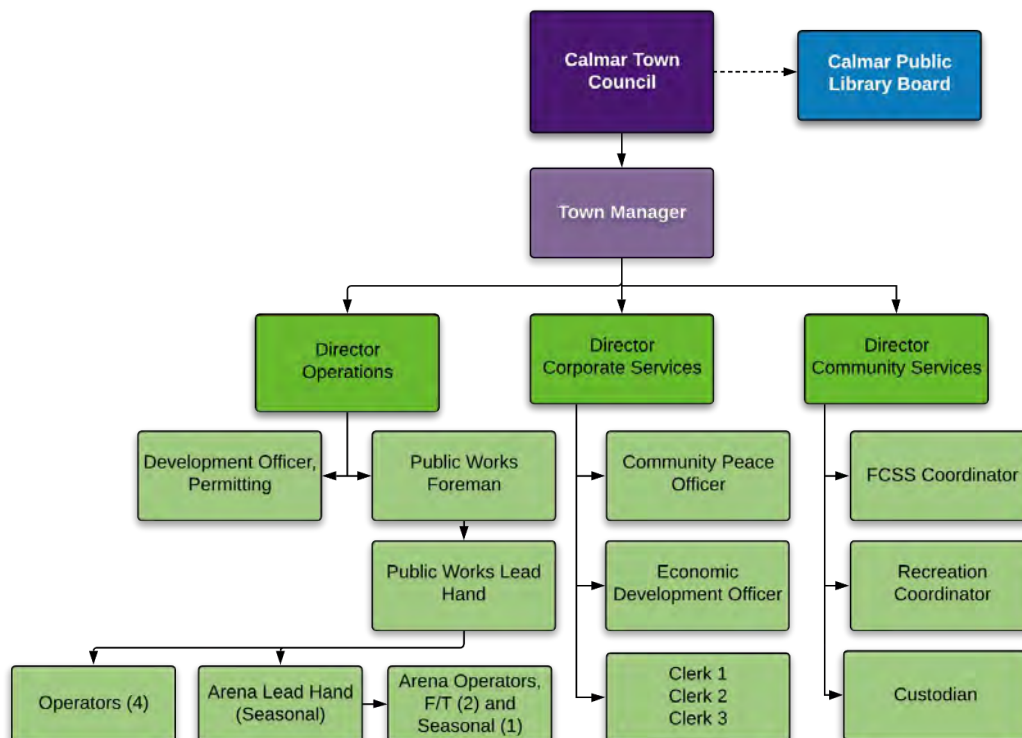 Calmar Town
Council
Calmar Public
Library Board
Town Manager
Director
Operations
Director
Corporate Services
Director
Community Services
Development Officer,
Permitting
Public Works
Foreman
Community Peace
Officer
FCSS Coordinator
Public Works Lead
Hand
Economic
Development Officer
Recreation
Coordinator
Operators (4)
Arena Lead Hand
(Seasonal)
Arena Operators,
F/T (2) and
Seasonal (1)
Clerk 1
Clerk 2
Clerk 3
Custodian